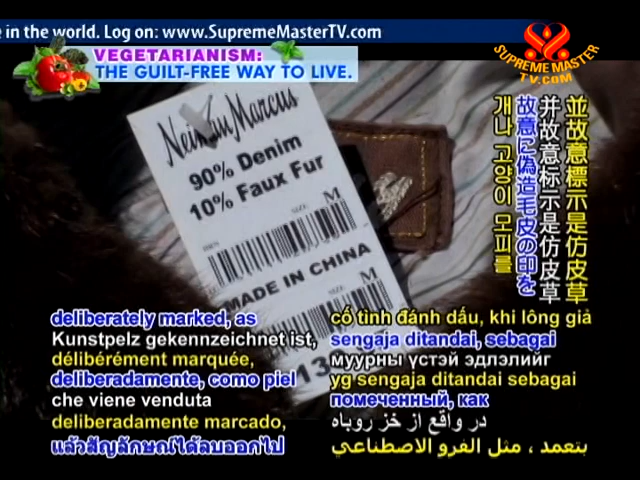 e in the world. Log on: www.SupremeMasterTV.com
VEGETARIANISM:
THE GUILT-FREE WAY TO LIVE.
SUPREME MASTER
TV.COM
Neiman Marcus
90% Denim
10% Faux Fur
SIZE: M
MADE IN CHINA
M
並故意標示是仿皮草
并故意标示是仿皮草
故意に偽造毛皮の印を
개나 고양이 모피를
deliberately marked, as
Kunstpelz gekennzeichnet ist,
délibérément marquée,
deliberadamente, como piel
che viene venduta
deliberadamente marcado,
แล้วสัญลักษณ์ได้ลบออกไป
cố tình đánh dấu, khi lông giả
sengaja ditandai, sebagai
муурны үстэй эдлэлийг
yg sengaja ditandai sebagai
помеченный, как
در واقع از خز روباه
بتعمد ، مثل الفرو الاصطناعي